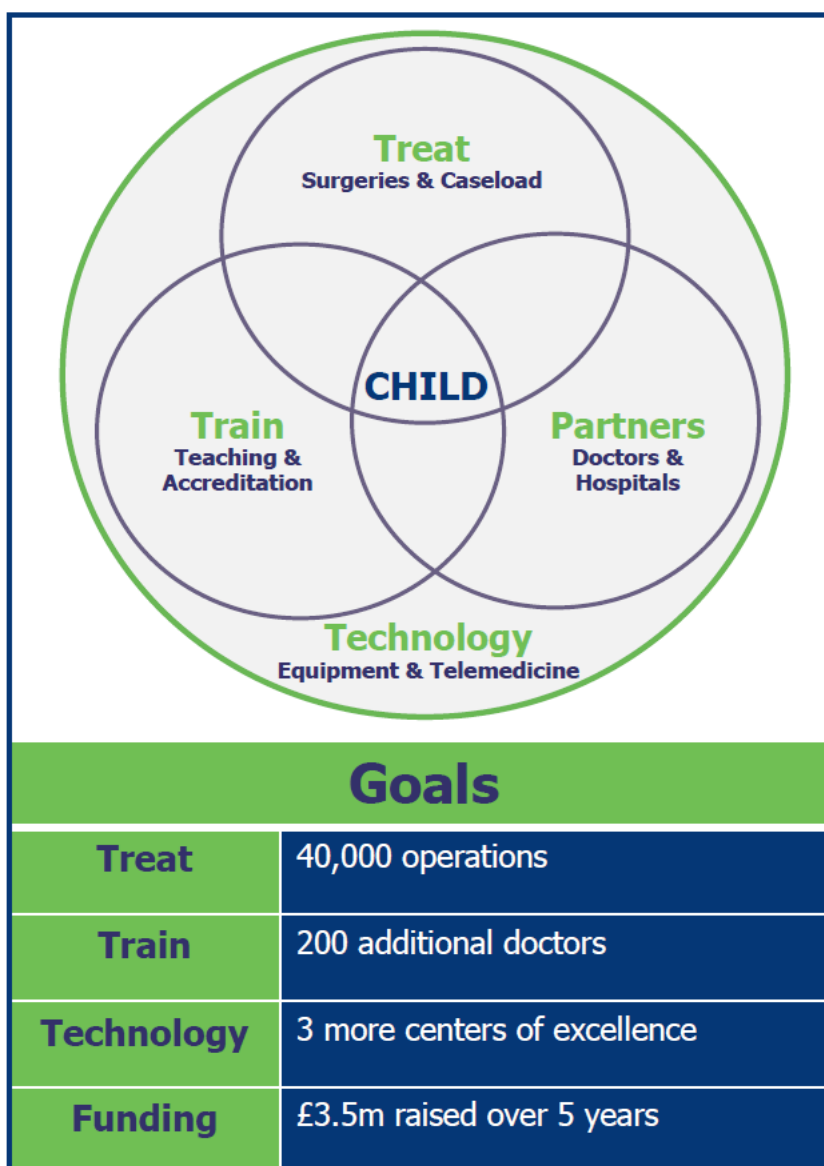 Treat
Surgeries & Caseload
CHILD
Train
Teaching &
Accreditation
Partners
Doctors &
Hospitals
Technology
Equipment & Telemedicine
Goals
Treat
40,000 operations
Train
200 additional doctors
Technology
3 more centers of excellence
Funding
£3.5m raised over 5 years